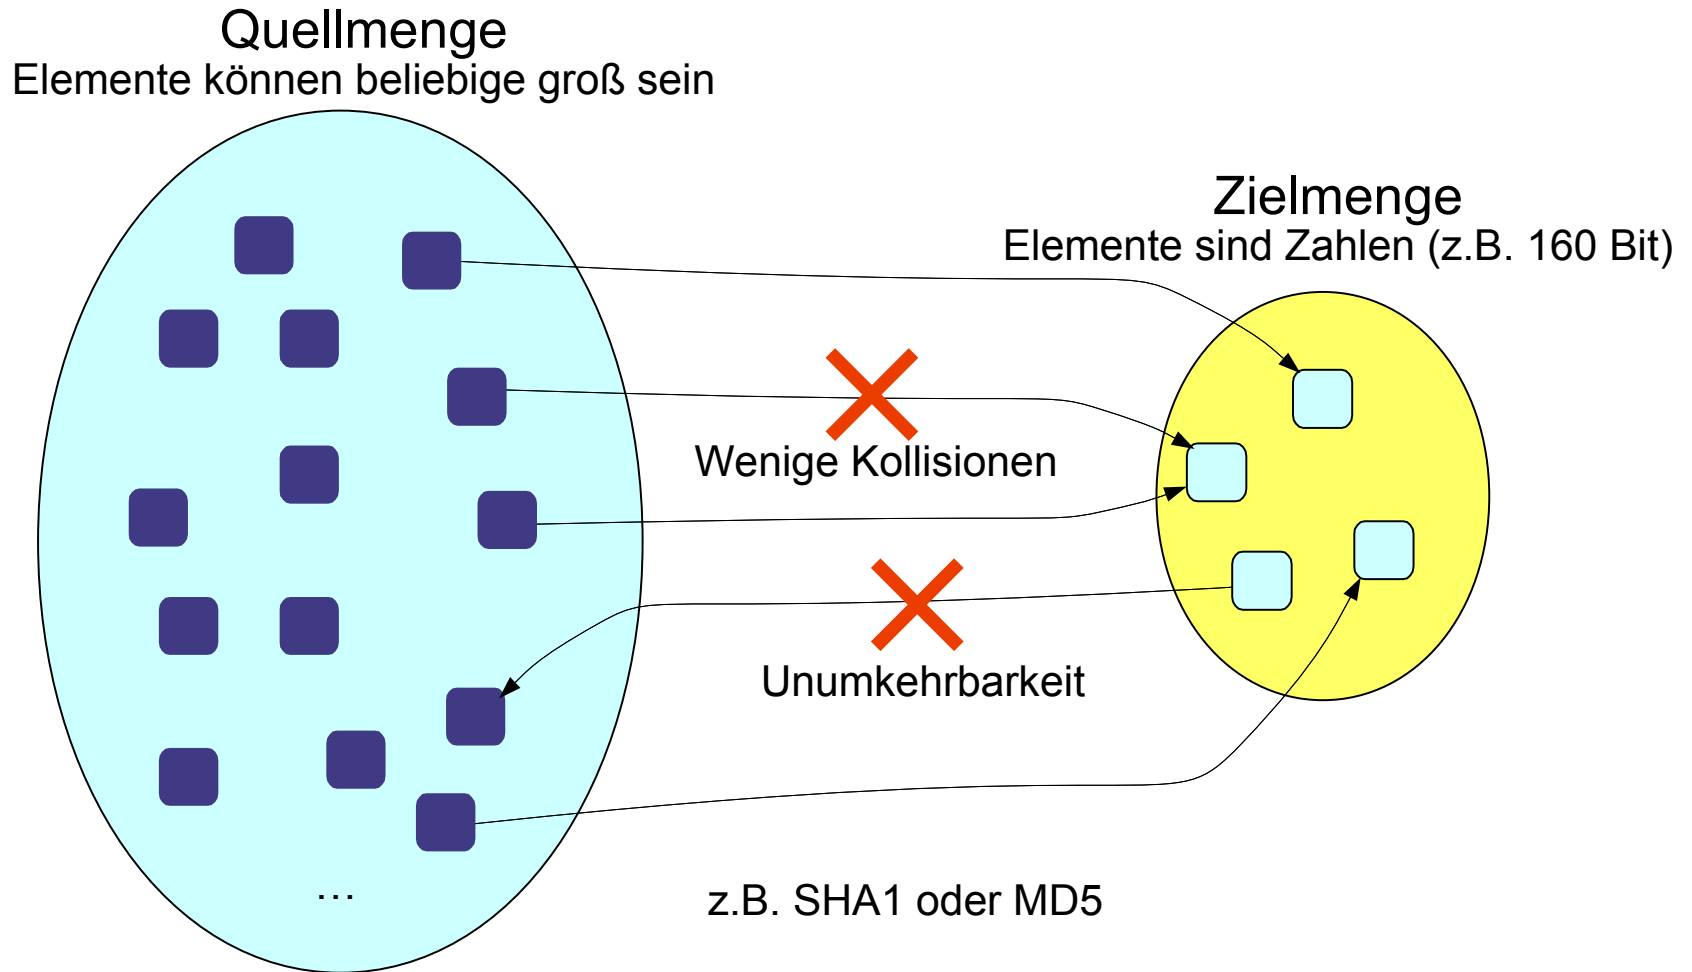 Quellmenge
Elemente können beliebige groß sein
Zielmenge
Elemente sind Zahlen (z.B. 160 Bit)
Wenige Kollisionen
Unumkehrbarkeit
...
z.B. SHA1 oder MD5